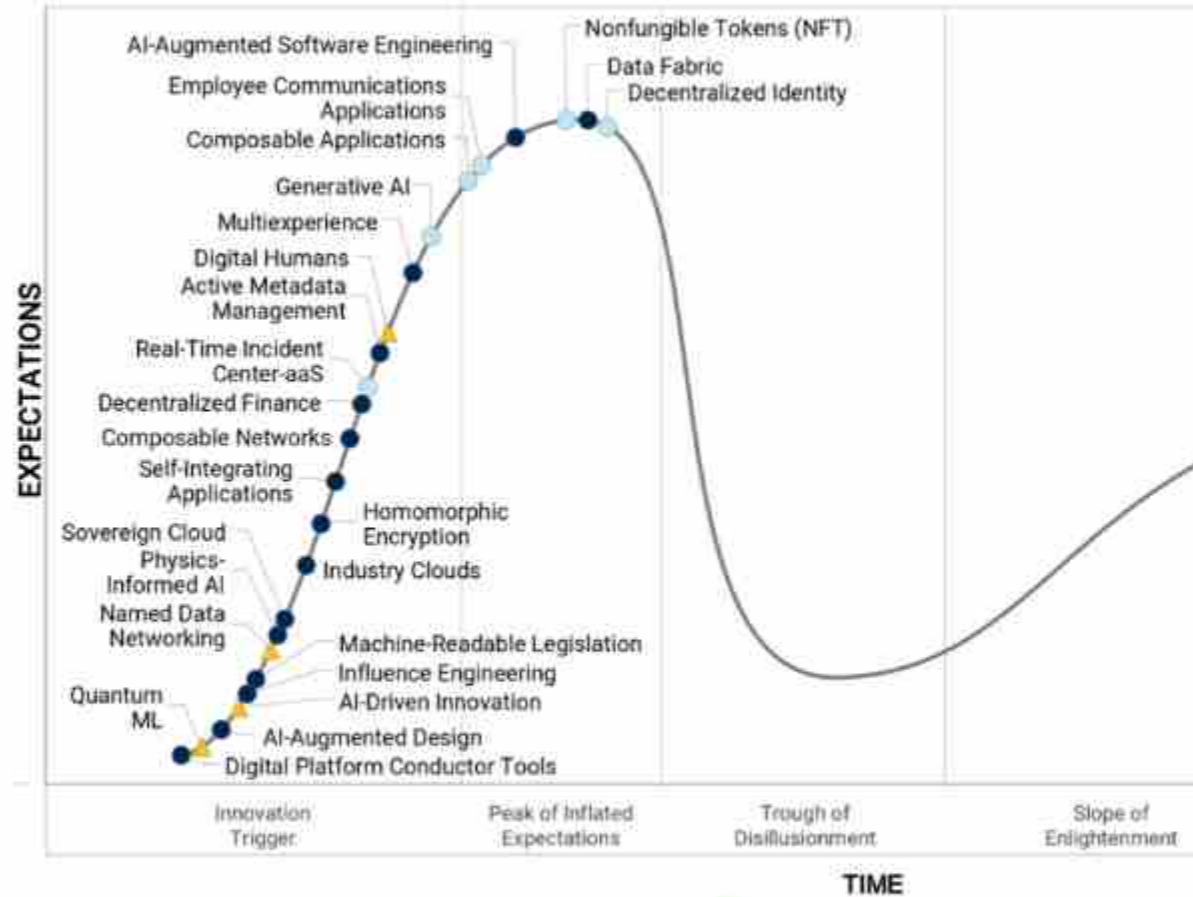 Nonfungible Tokens (NFT)
AI-Augmented Software Engineering
Data Fabric
Employee Communications
Applications
Decentralized Identity
Composable Applications
Generative AI
Multiexperience
Digital Humans
Active Metadata
Management
Real-Time Incident
Center-aaS
Decentralized Finance
Composable Networks
Self-Integrating
Applications
Homomorphic
Encryption
Sovereign Cloud
Physics-
Informed AI
Industry Clouds
Named Data
Networking
Machine-Readable Legislation
Influence Engineering
Quantum
ML
AI-Driven Innovation
AI-Augmented Design
Digital Platform Conductor Tools
EXPECTATIONS
Innovation
Trigger
Peak of Inflated
Expectations
Trough of
Disillusionment
Slope of
Enlightenment
TIME